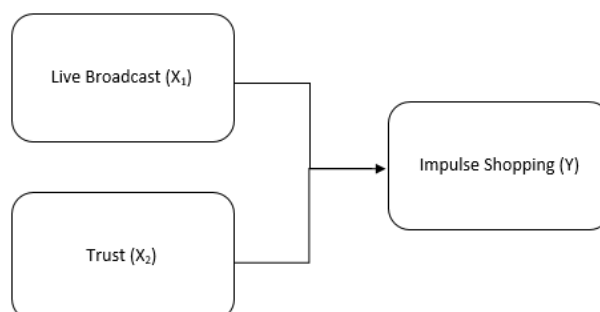 Live Broadcast (X₁)
Impulse Shopping (Y)
Trust (X₂)